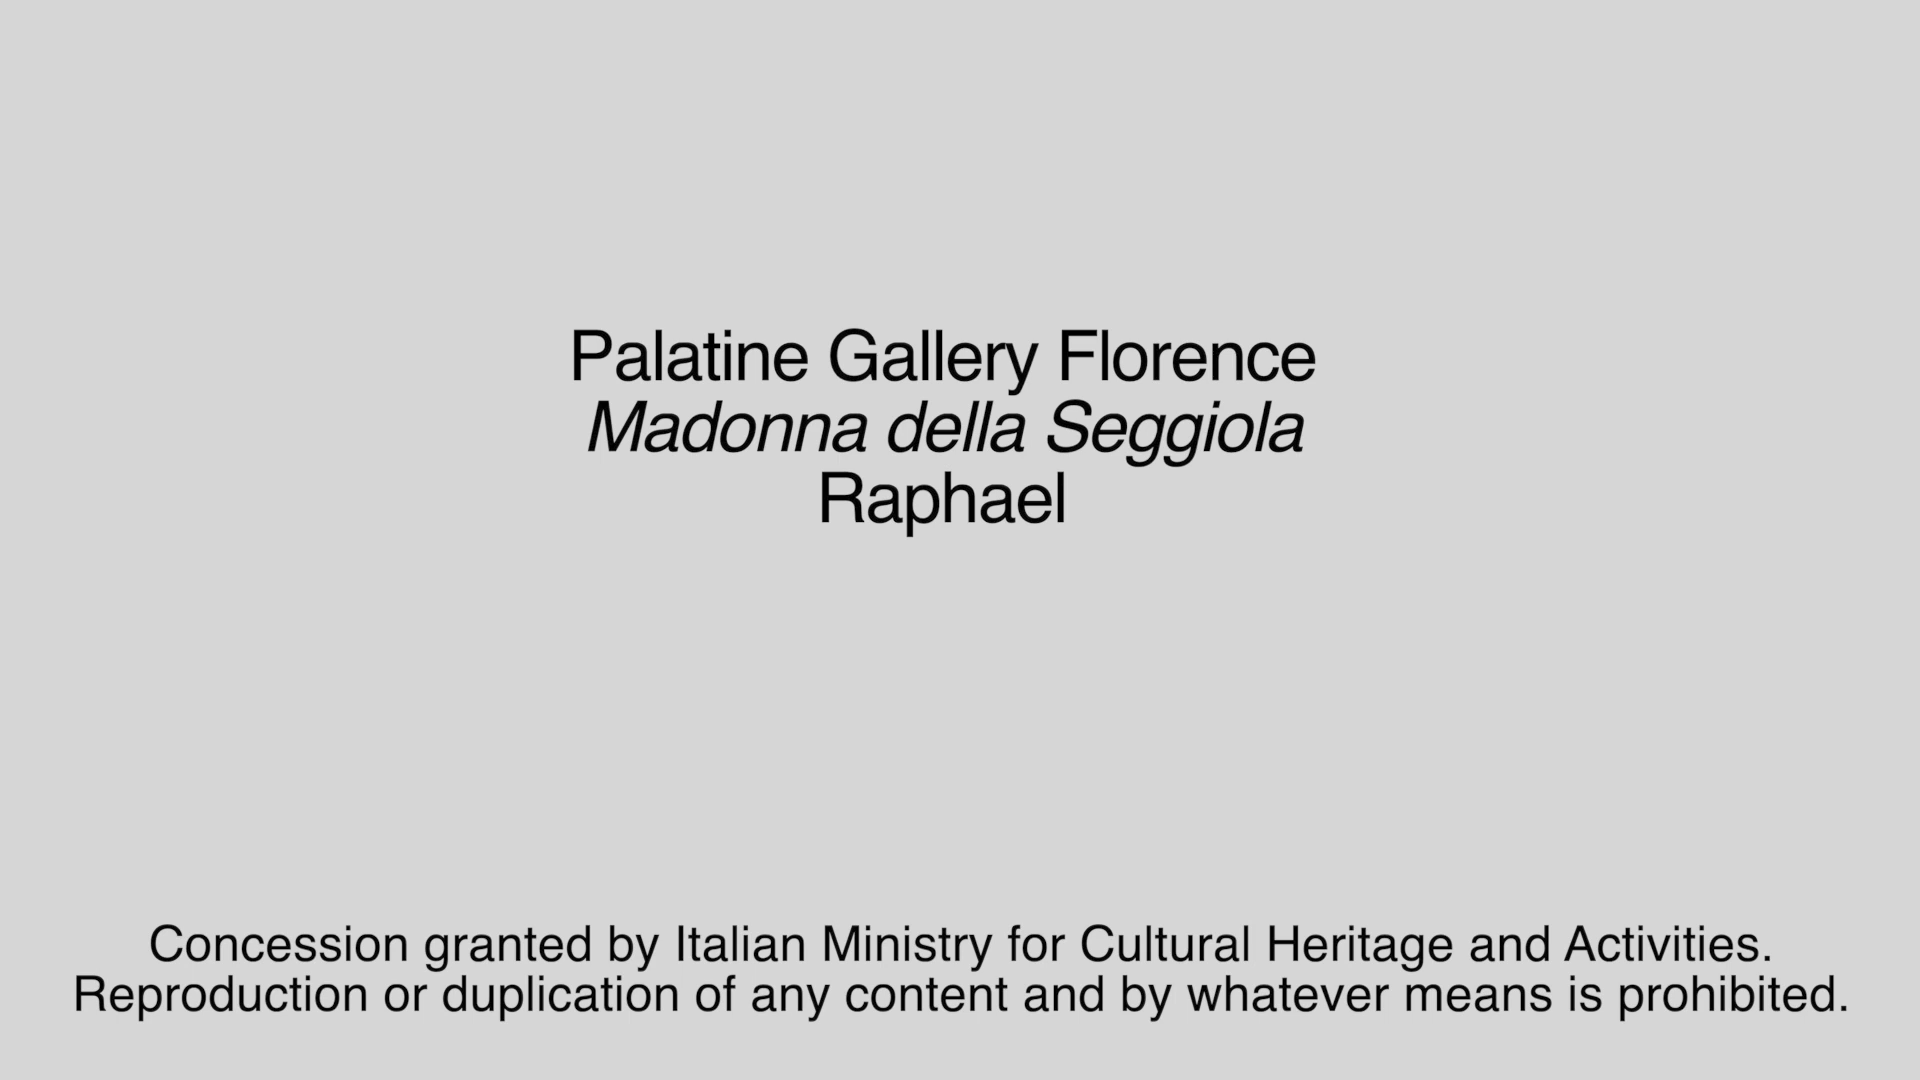 Palatine Gallery Florence
Madonna della Seggiola
Raphael
Concession granted by Italian Ministry for Cultural Heritage and Activities.
Reproduction or duplication of any content and by whatever means is prohibited.